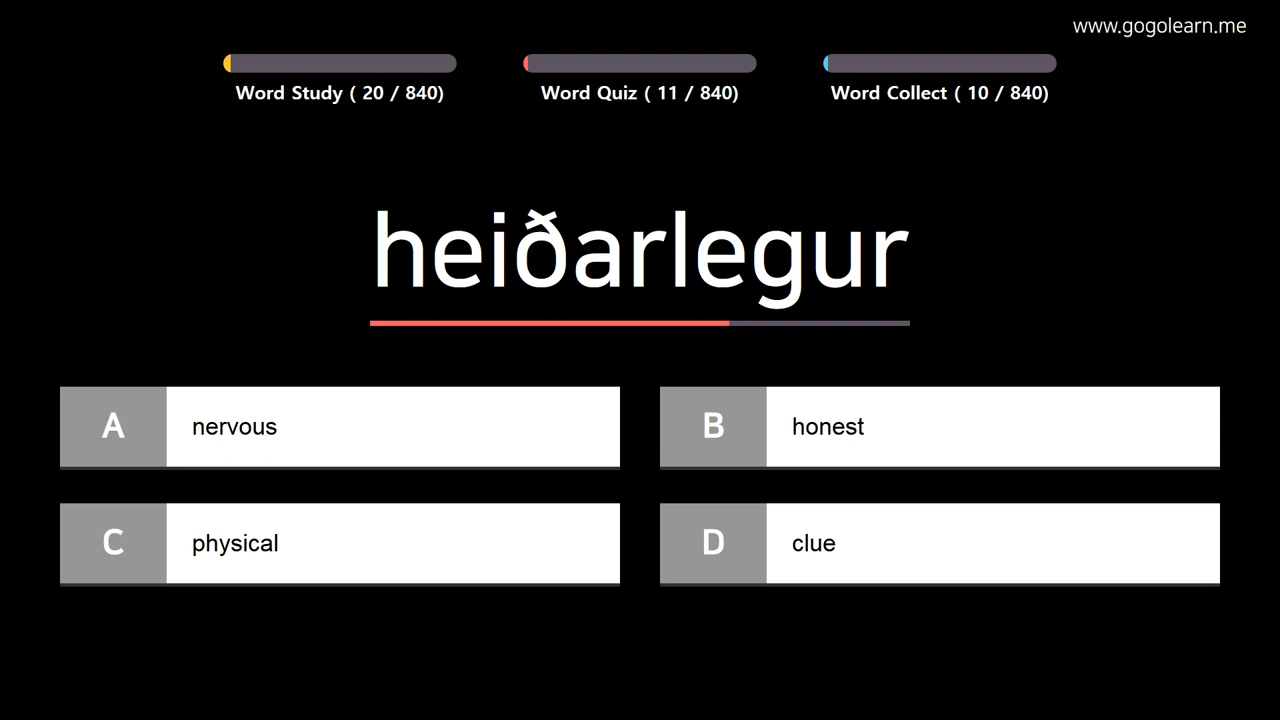 www.gogolearn.me
Word Study ( 20 / 840)
Word Quiz ( 11 / 840)
Word Collect ( 10 / 840)
heiðarlegur
A nervous
B honest
C physical
D clue